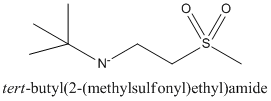 O O
S
N-
tert-butyl(2-(methylsulfonyl)ethyl)amide